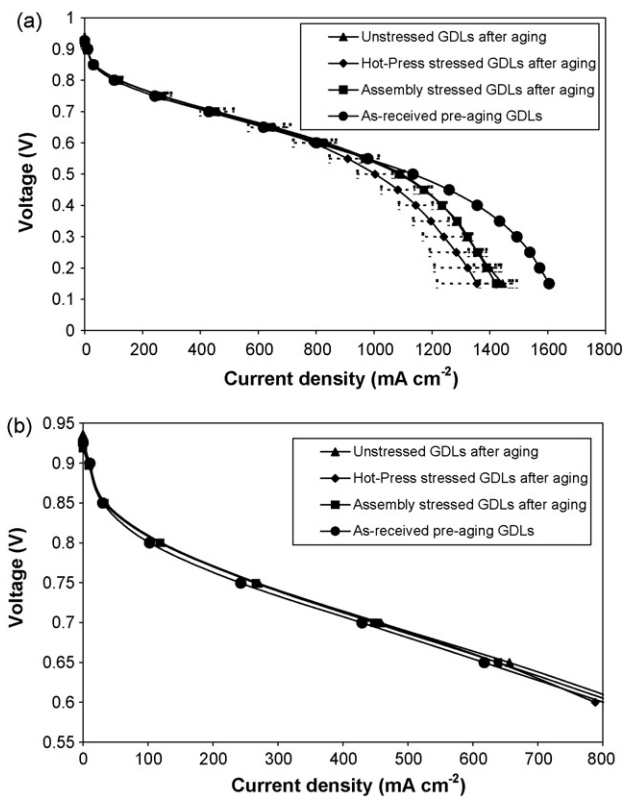 (a)
1
0.9
0.8
0.7
0.6
0.5
0.4
0.3
0.2
0.1
0
Voltage (V)
Unstressed GDLs after aging
Hot-Press stressed GDLs after aging
Assembly stressed GDLs after aging
As-received pre-aging GDLs
0 200 400 600 800 1000 1200 1400 1600 1800
Current density (mA cm⁻²)
(b)
0.95
0.9
0.85
0.8
0.75
0.7
0.65
0.6
0.55
Voltage (V)
Unstressed GDLs after aging
Hot-Press stressed GDLs after aging
Assembly stressed GDLs after aging
As-received pre-aging GDLs
0 100 200 300 400 500 600 700 800
Current density (mA cm⁻²)